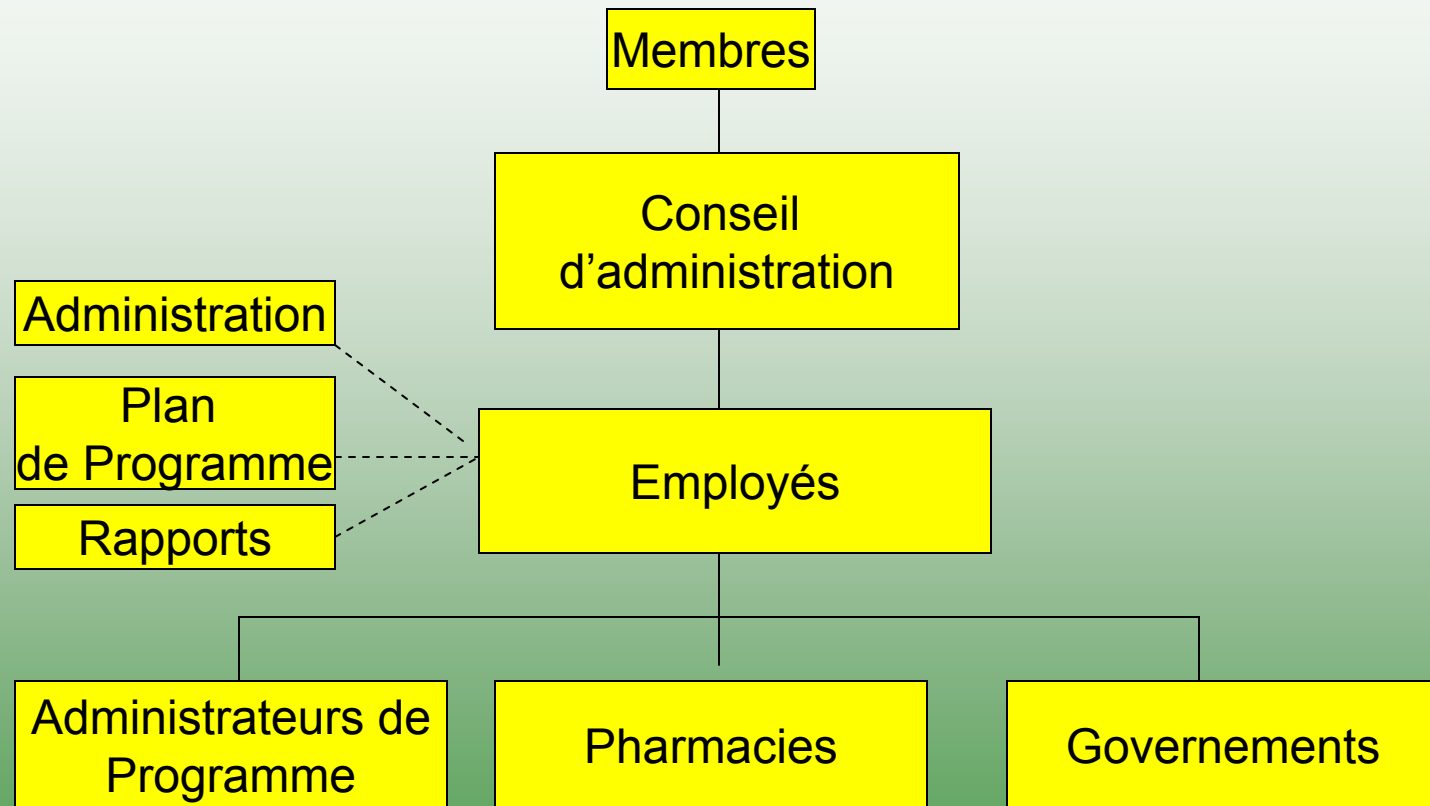 Membres
Conseil
d’administration
Administration
Plan
de Programme
Rapports
Employés
Administrateurs de
Programme
Pharmacies
Governements